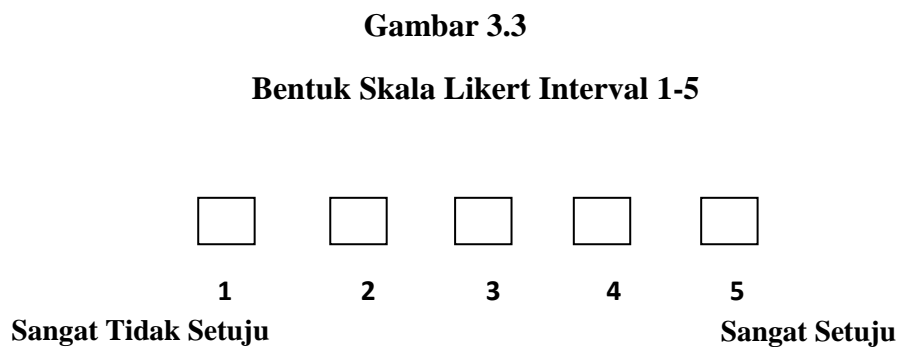 Gambar 3.3
Bentuk Skala Likert Interval 1-5
1 2 3 4 5
Sangat Tidak Setuju Sangat Setuju